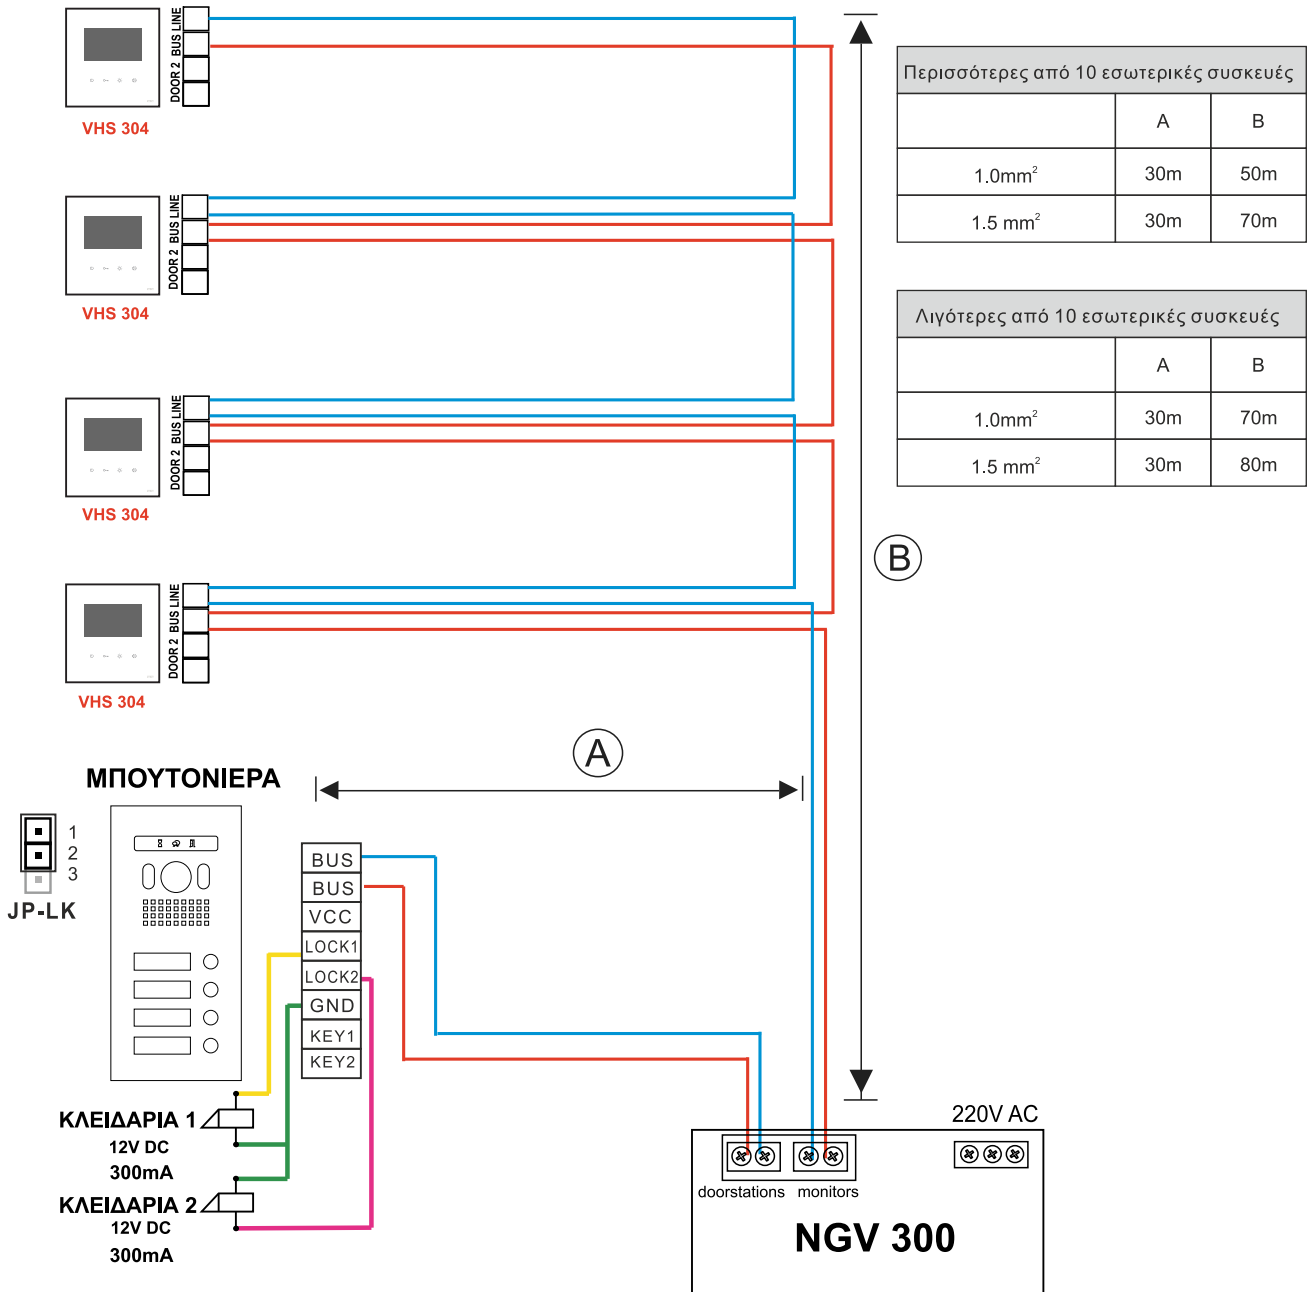 BUS LINE
DOOR 2
VHS 304
BUS LINE
DOOR 2
VHS 304
BUS LINE
DOOR 2
VHS 304
BUS LINE
DOOR 2
VHS 304
Περισσότερες από 10 εσωτερικές συσκευές
A B
1.0mm² 30m 50m
1.5 mm² 30m 70m
Λιγότερες από 10 εσωτερικές συσκευές
A B
1.0mm² 30m 70m
1.5 mm² 30m 80m
B
A
ΜΠΟΥΤΟΝΙΕΡΑ
1
2
3
JP-LK
BUS
BUS
VCC
LOCK1
LOCK2
GND
KEY1
KEY2
ΚΛΕΙΔΑΡΙΑ 1
12V DC
300mA
ΚΛΕΙΔΑΡΙΑ 2
12V DC
300mA
220V AC
doorstations monitors
NGV 300